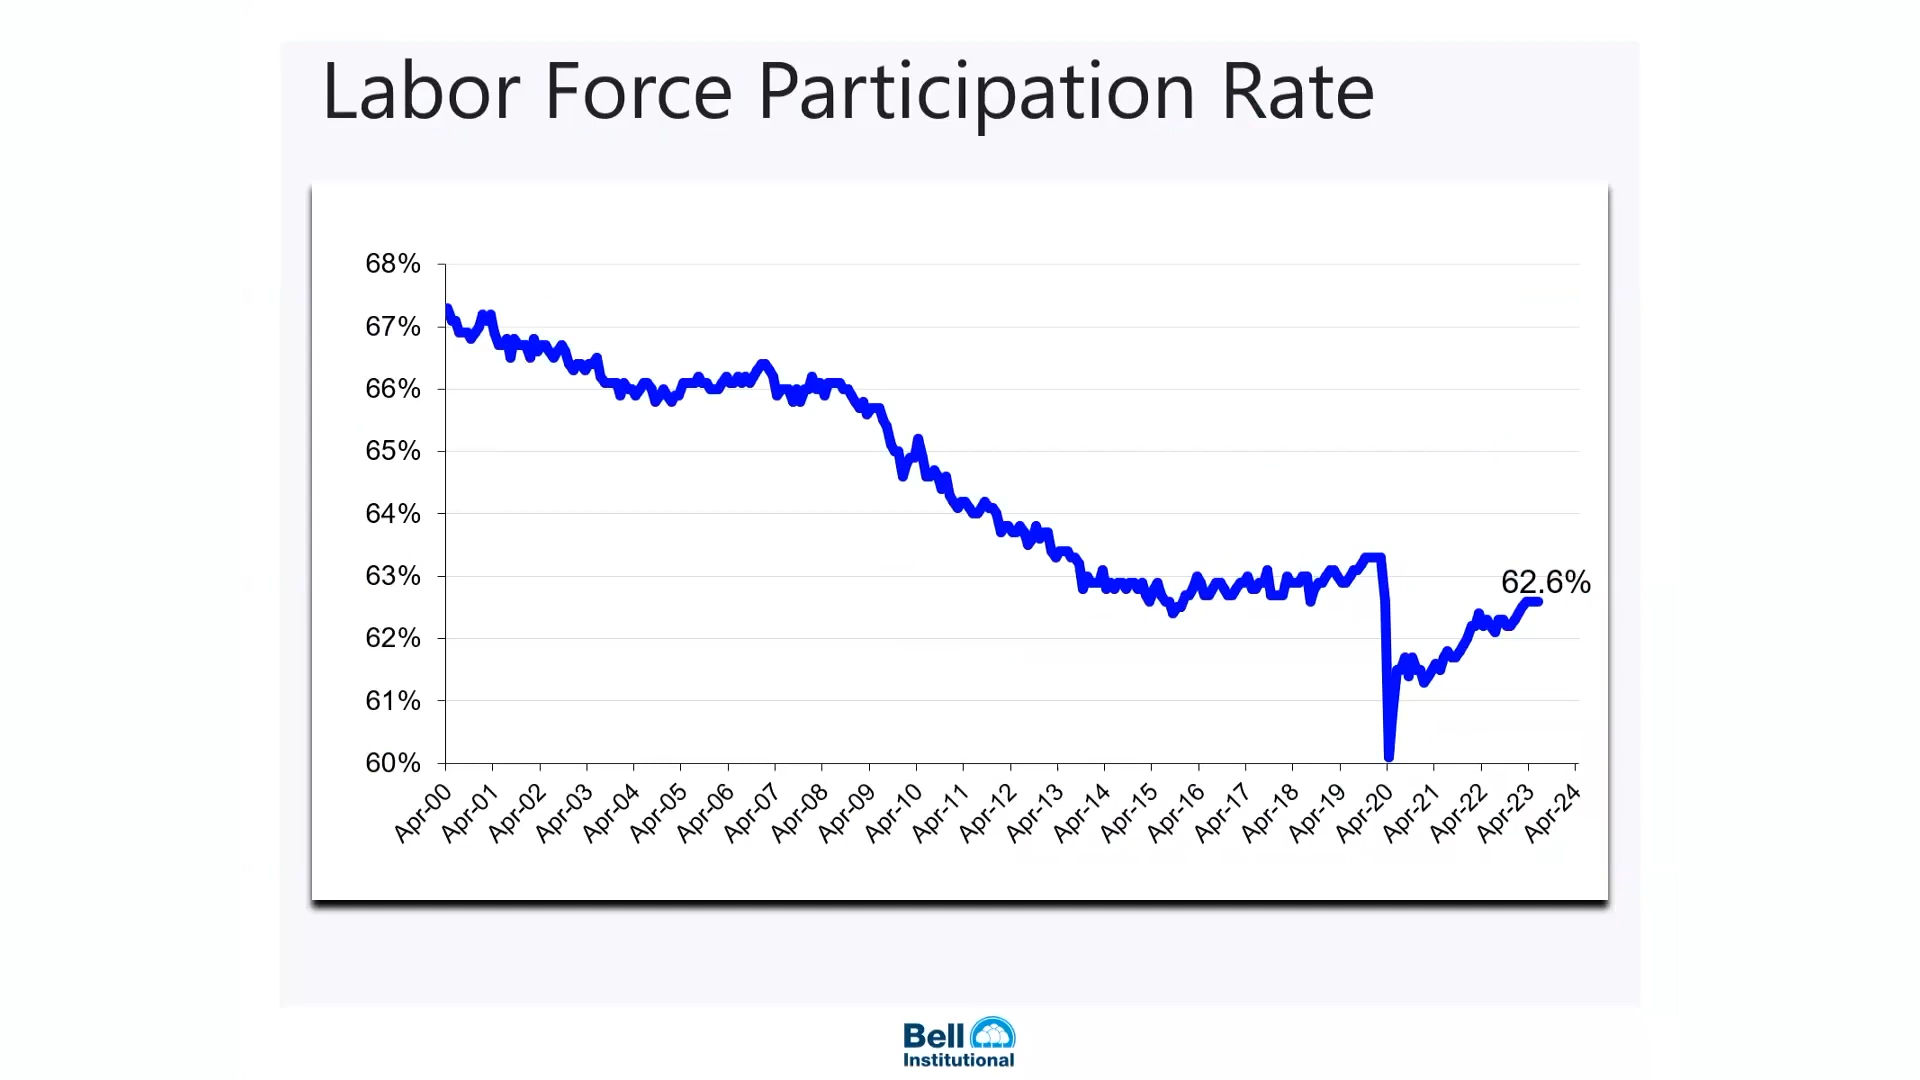 Labor Force Participation Rate
68%
67%
66%
65%
64%
63%
62%
61%
60%
62.6%
Apr-00
Apr-01
Apr-02
Apr-03
Apr-04
Apr-05
Apr-06
Apr-07
Apr-08
Apr-09
Apr-10
Apr-11
Apr-12
Apr-13
Apr-14
Apr-15
Apr-16
Apr-17
Apr-18
Apr-19
Apr-20
Apr-21
Apr-22
Apr-23
Apr-24
Bell
Institutional